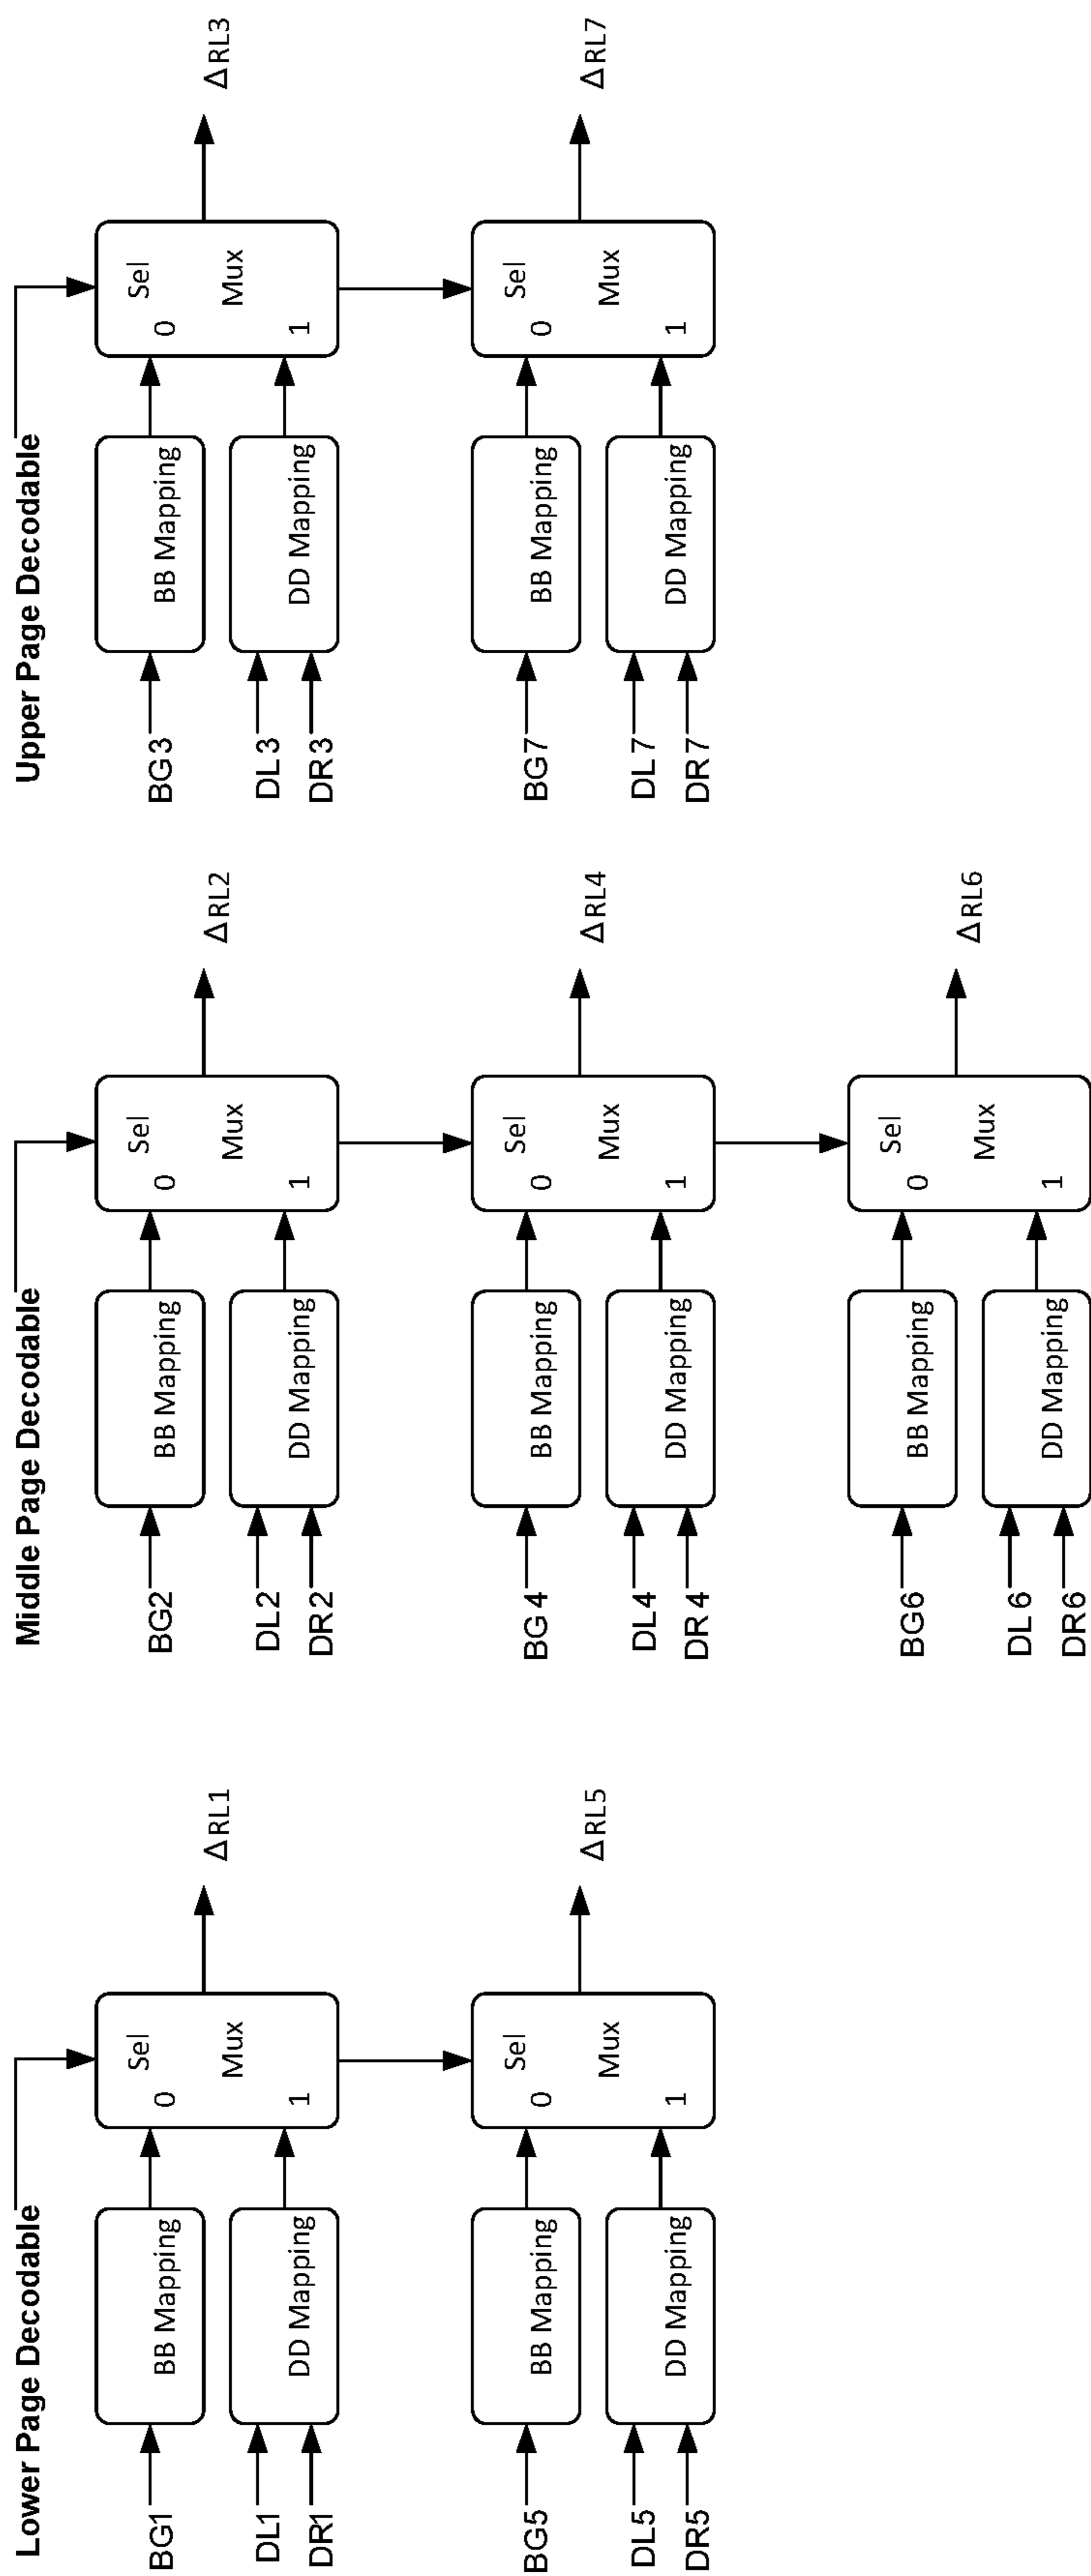 Lower Page Decodable
BG1
BB Mapping
DL1
DR1
DD Mapping
0
Sel
Mux
1
ΔRL1
BG5
BB Mapping
DL5
DR5
DD Mapping
0
Sel
Mux
1
ΔRL5
Middle Page Decodable
BG2
BB Mapping
DL2
DR2
DD Mapping
0
Sel
Mux
1
ΔRL2
BG4
BB Mapping
DL4
DR4
DD Mapping
0
Sel
Mux
1
ΔRL4
BG6
BB Mapping
DL6
DR6
DD Mapping
0
Sel
Mux
1
ΔRL6
Upper Page Decodable
BG3
BB Mapping
DL3
DR3
DD Mapping
0
Sel
Mux
1
ΔRL3
BG7
BB Mapping
DL7
DR7
DD Mapping
0
Sel
Mux
1
ΔRL7